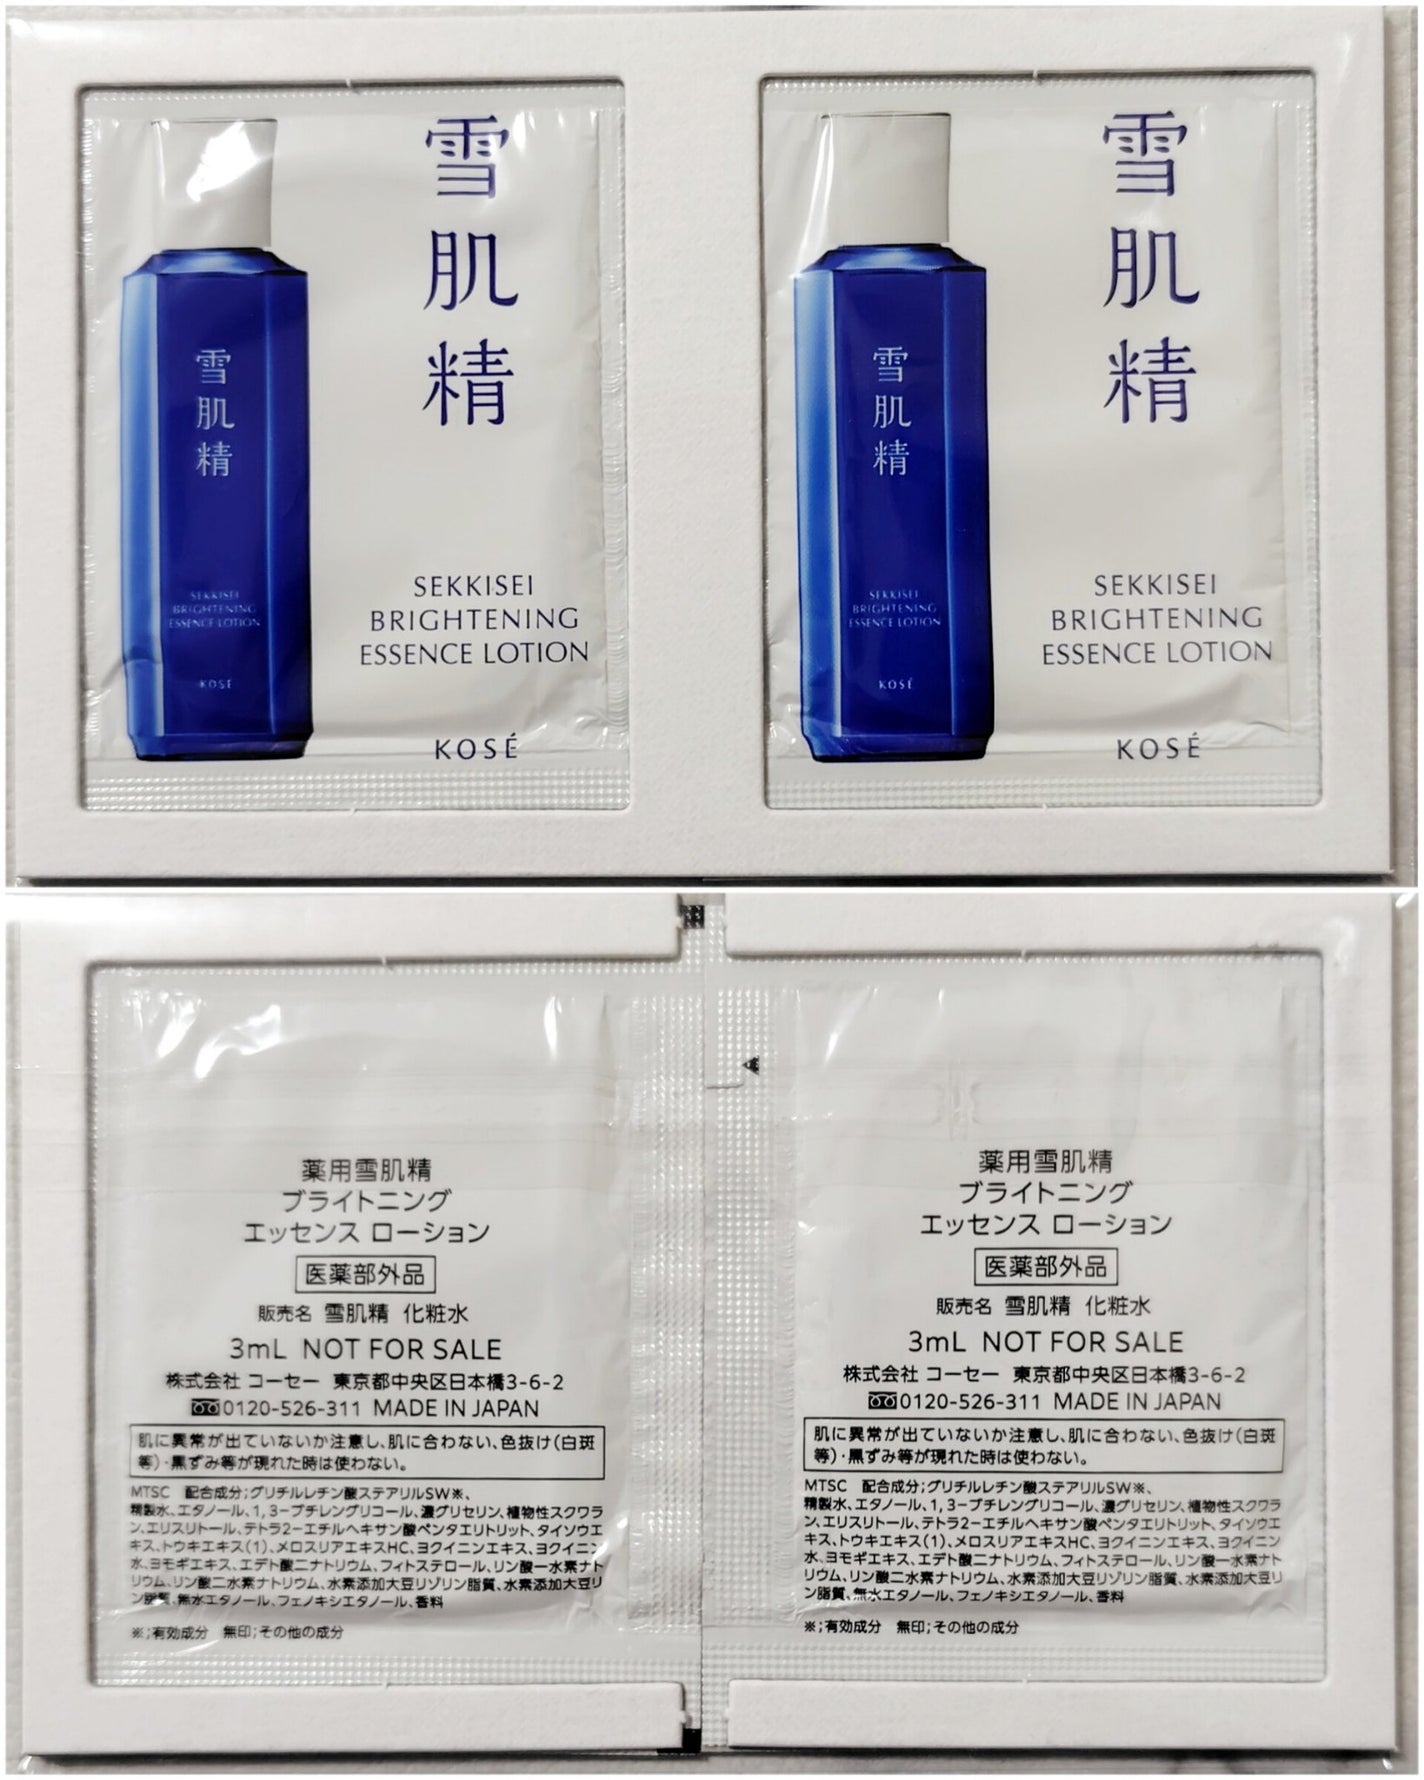 雪肌精
雪肌精
SEKKISEI
BRIGHTENING
ESSENCE LOTION
KOSÉ
SEKKISEI
BRIGHTENING
ESSENCE LOTION
KOSÉ
雪肌精
雪肌精
SEKKISEI
BRIGHTENING
ESSENCE LOTION
KOSÉ
SEKKISEI
BRIGHTENING
ESSENCE LOTION
KOSÉ
薬用雪肌精
ブライトニング
エッセンス ローション
医薬部外品
販売名 雪肌精 化粧水
3mL NOT FOR SALE
株式会社 コーセー 東京都中央区日本橋3-6-2
0120-526-311 MADE IN JAPAN
肌に異常が出ていないか注意し、肌に合わない、色抜け(白斑
等)・黒ずみ等が現れた時は使わない。
MTSC 配合成分;グリチルレチン酸ステアリルSW※、
精製水、エタノール、1,3-ブチレングリコール、濃グリセリン、植物性スクワラ
ン、エリスリトール、テトラ2-エチルヘキサン酸ペンタエリトリット、タイソウエ
キス、トウキエキス(1)、メロスリアエキスHC、ヨクイニンエキス、ヨクイニン
水、ヨモギエキス、エデト酸二ナトリウム、フィトステロール、リン酸一水素ナト
リウム、リン酸二水素ナトリウム、水素添加大豆リゾリン脂質、水素添加大豆リ
ン脂質、無水エタノール、フェノキシエタノール、香料
※;有効成分 無印;その他の成分
薬用雪肌精
ブライトニング
エッセンス ローション
医薬部外品
販売名 雪肌精 化粧水
3mL NOT FOR SALE
株式会社 コーセー 東京都中央区日本橋3-6-2
0120-526-311 MADE IN JAPAN
肌に異常が出ていないか注意し、肌に合わない、色抜け(白斑
等)・黒ずみ等が現れた時は使わない。
MTSC 配合成分;グリチルレチン酸ステアリルSW※、
精製水、エタノール、1,3-ブチレングリコール、濃グリセリン、植物性スクワラ
ン、エリスリトール、テトラ2-エチルヘキサン酸ペンタエリトリット、タイソウエ
キス、トウキエキス(1)、メロスリアエキスHC、ヨクイニンエキス、ヨクイニン
水、ヨモギエキス、エデト酸二ナトリウム、フィトステロール、リン酸一水素ナト
リウム、リン酸二水素ナトリウム、水素添加大豆リゾリン脂質、水素添加大豆リ
ン脂質、無水エタノール、フェノキシエタノール、香料
※;有効成分 無印;その他の成分